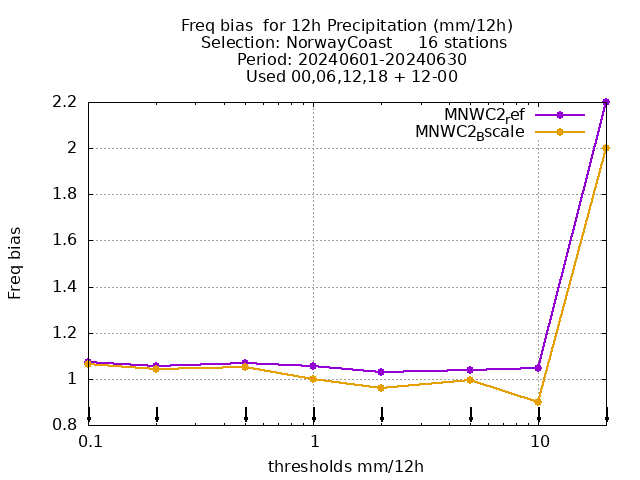 Freq bias  for 12h Precipitation (mm/12h)
Selection: NorwayCoast     16 stations
Period: 20240601-20240630
Used 00,06,12,18 + 12-00
MNWC2ref
MNWC2Bscale
2.2
2
1.8
1.6
1.4
1.2
1
0.8
Freq bias
0.1
1
10
thresholds mm/12h